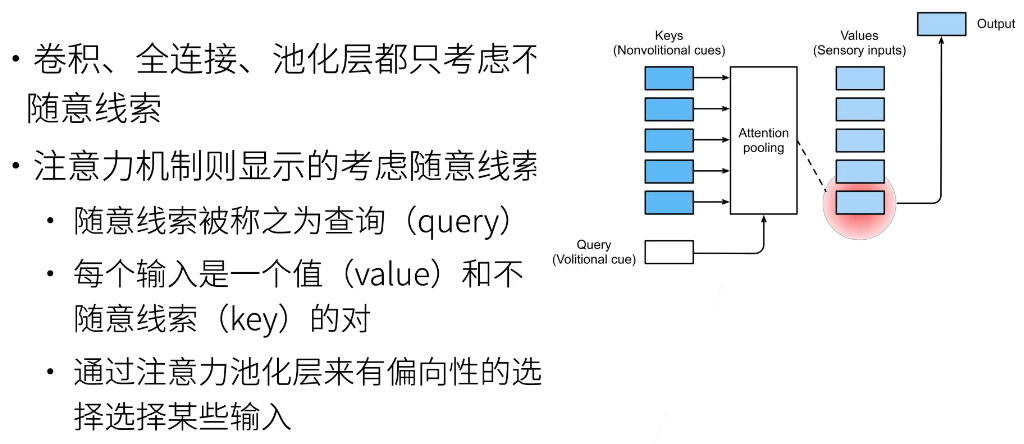 • 卷积、全连接、池化层都只考虑不
随意线索
• 注意力机制则显示的考虑随意线索
• 随意线索被称之为查询（query）
• 每个输入是一个值（value）和不
随意线索（key）的对
• 通过注意力池化层来有偏向性的选
择选择某些输入
Keys
(Nonvolitional cues)
Attention
pooling
Query
(Volitional cue)
Values
(Sensory inputs)
Output